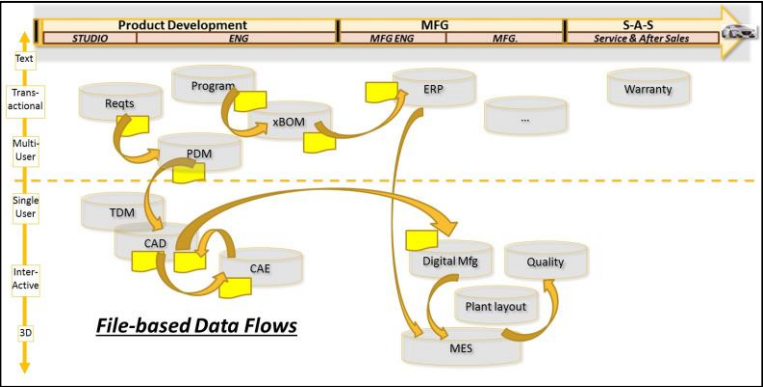 Product Development
MFG
S-A-S
STUDIO
ENG
MFG ENG
MFG.
Service & After Sales
Text
Trans-
actional
Multi-
User
Single
User
Inter-
Active
3D
Reqts
Program
xBOM
PDM
ERP
...
Warranty
TDM
CAD
CAE
Digital Mfg
Quality
Plant layout
MES
File-based Data Flows